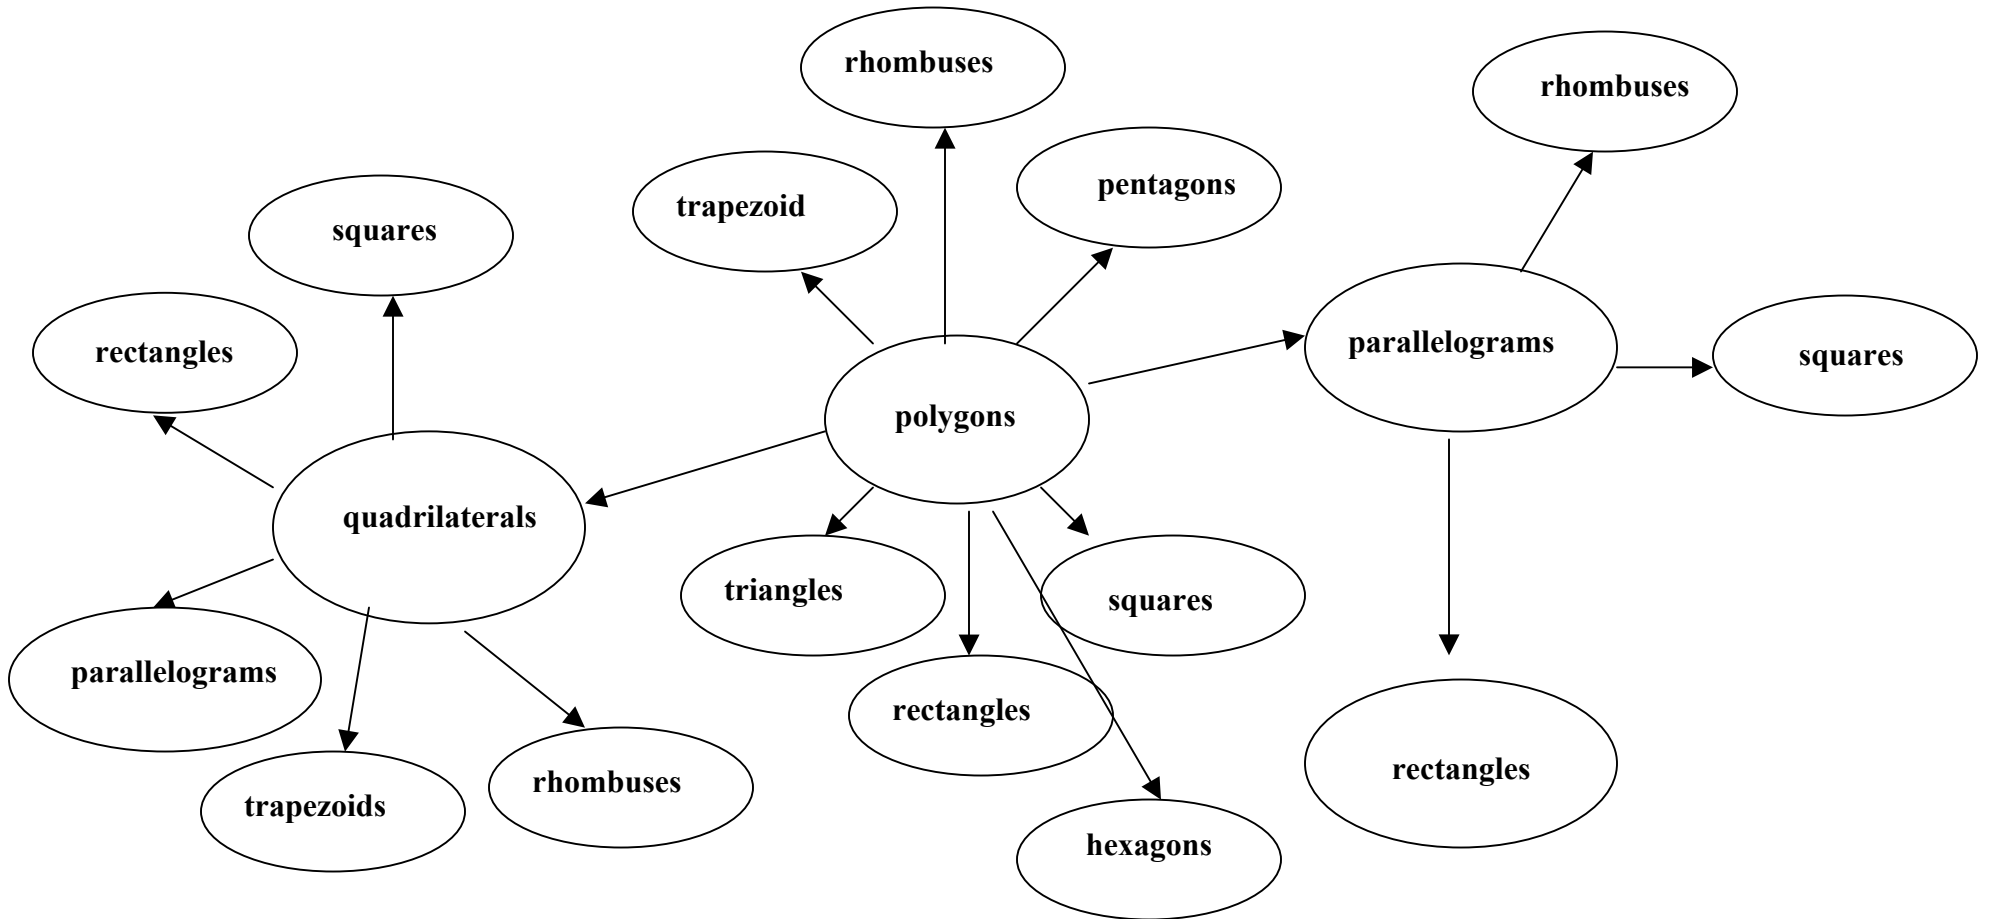 rhombuses
rhombuses
pentagons
trapezoid
squares
parallelograms
rectangles
squares
polygons
quadrilaterals
triangles
squares
parallelograms
rectangles
rectangles
rhombuses
trapezoids
hexagons